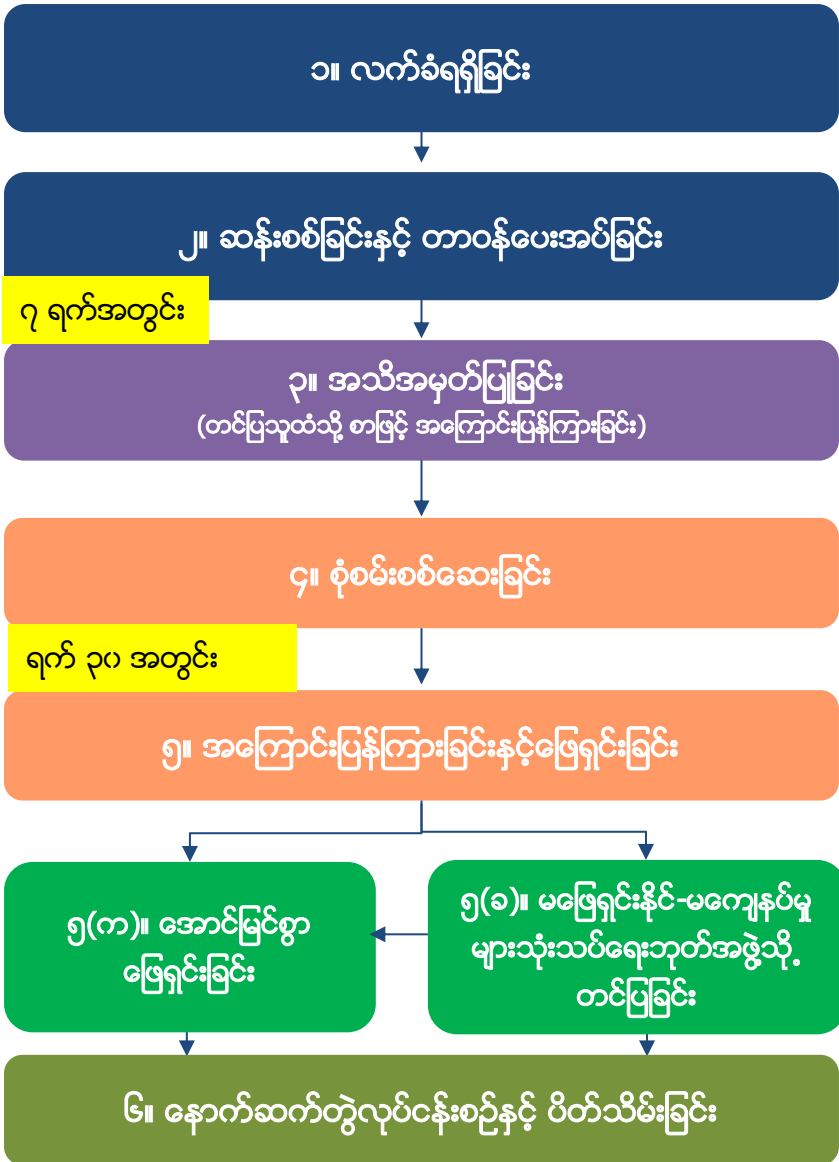 ၁။ လက်ခံရရှိခြင်း
၂။ ဆန်းစစ်ခြင်းနှင့် တာဝန်ပေးအပ်ခြင်း
၇ ရက်အတွင်း
၃။ အသိအမှတ်ပြုခြင်း
(တင်ပြသူထံသို့ စာဖြင့် အကြောင်းပြန်ကြားခြင်း)
၄။ စုံစမ်းစစ်ဆေးခြင်း
ရက် ၃၀ အတွင်း
၅။ အကြောင်းပြန်ကြားခြင်းနှင့်ဖြေရှင်းခြင်း
၅(က)။ အောင်မြင်စွာ
ဖြေရှင်းခြင်း
၅(ခ)။ မဖြေရှင်းနိုင်-မကျေနပ်မှု
များသုံးသပ်ရေးဘုတ်အဖွဲ့သို့
တင်ပြခြင်း
၆။ နောက်ဆက်တွဲလုပ်ငန်းစဉ်နှင့် ပိတ်သိမ်းခြင်း